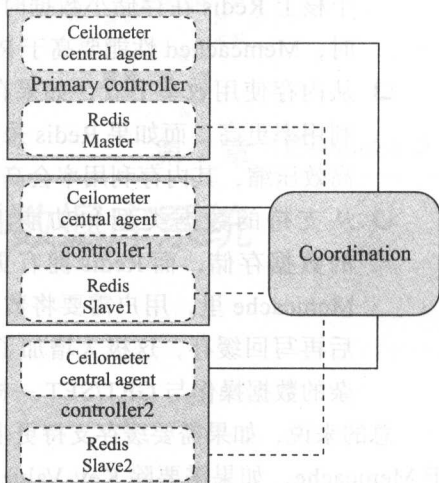 Ceilometer
central agent
Primary controller
Redis
Master
Ceilometer
central agent
controller1
Redis
Slave1
Ceilometer
central agent
controller2
Redis
Slave2
Coordination